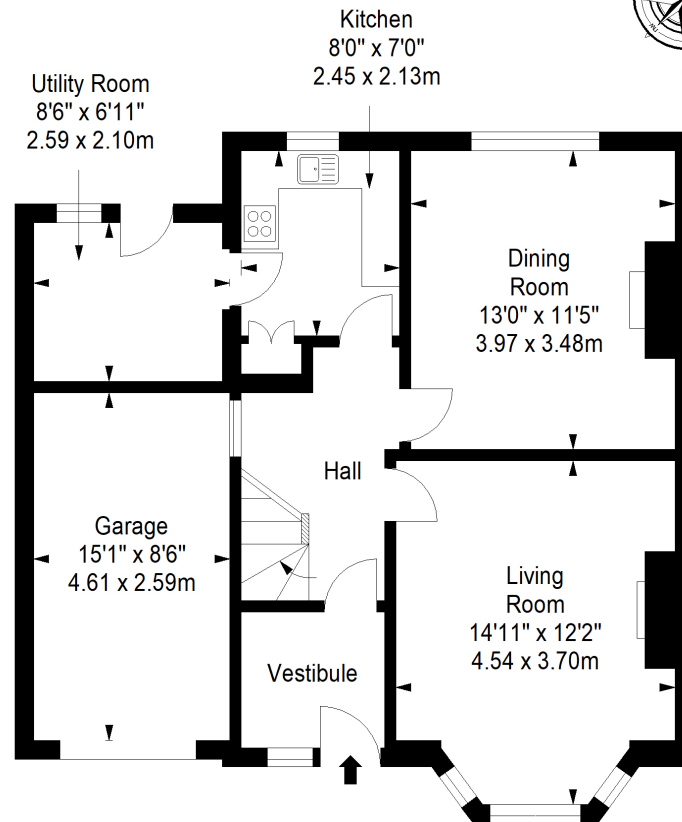 Kitchen
8'0" x 7'0"
2.45 x 2.13m
Utility Room
8'6" x 6'11"
2.59 x 2.10m
Dining
Room
13'0" x 11'5"
3.97 x 3.48m
Hall
Garage
15'1" x 8'6"
4.61 x 2.59m
Living
Room
14'11" x 12'2"
4.54 x 3.70m
Vestibule